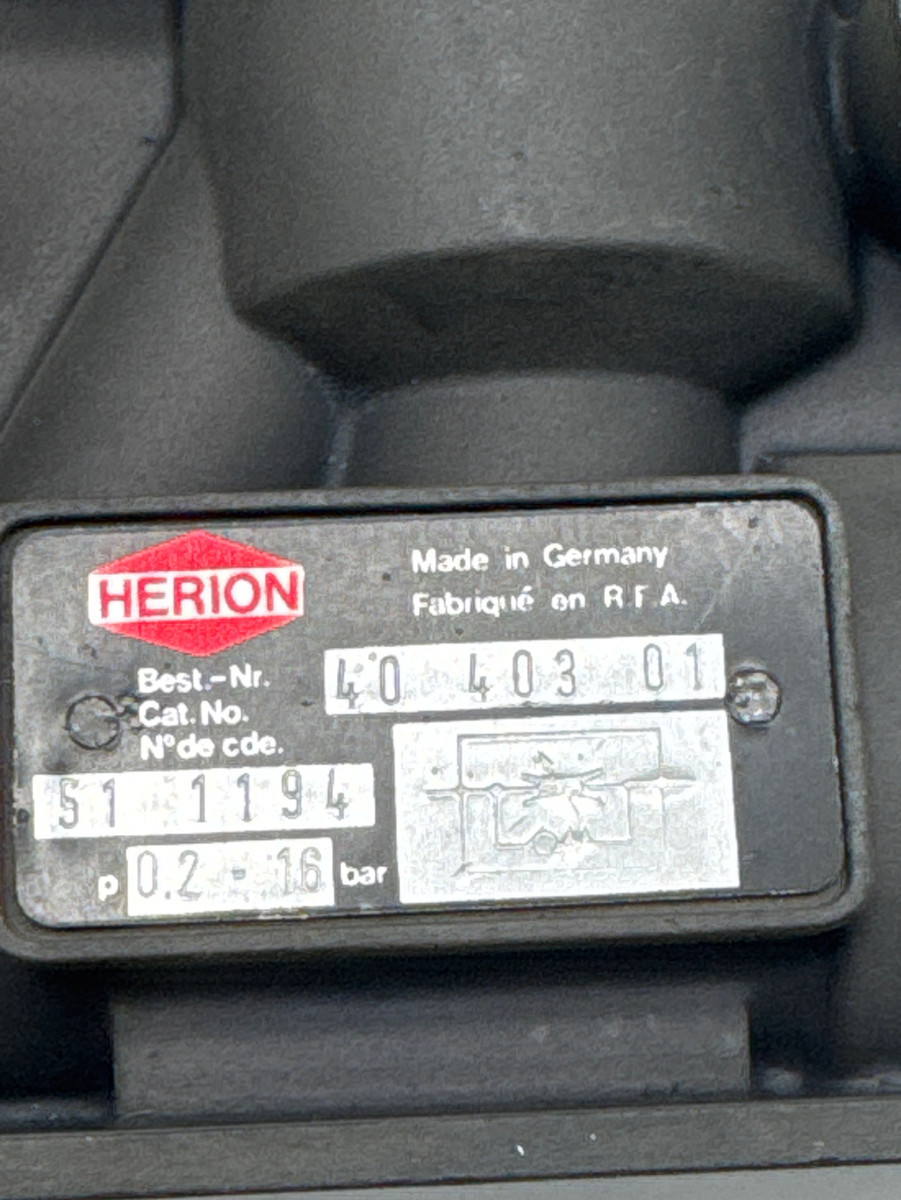 HERION
Made in Germany
Fabriqué en R.F.A.
Best.-Nr.
Cat. No.
N° de cde.
40 403 01
51 1194
p 0.2 - 16 bar